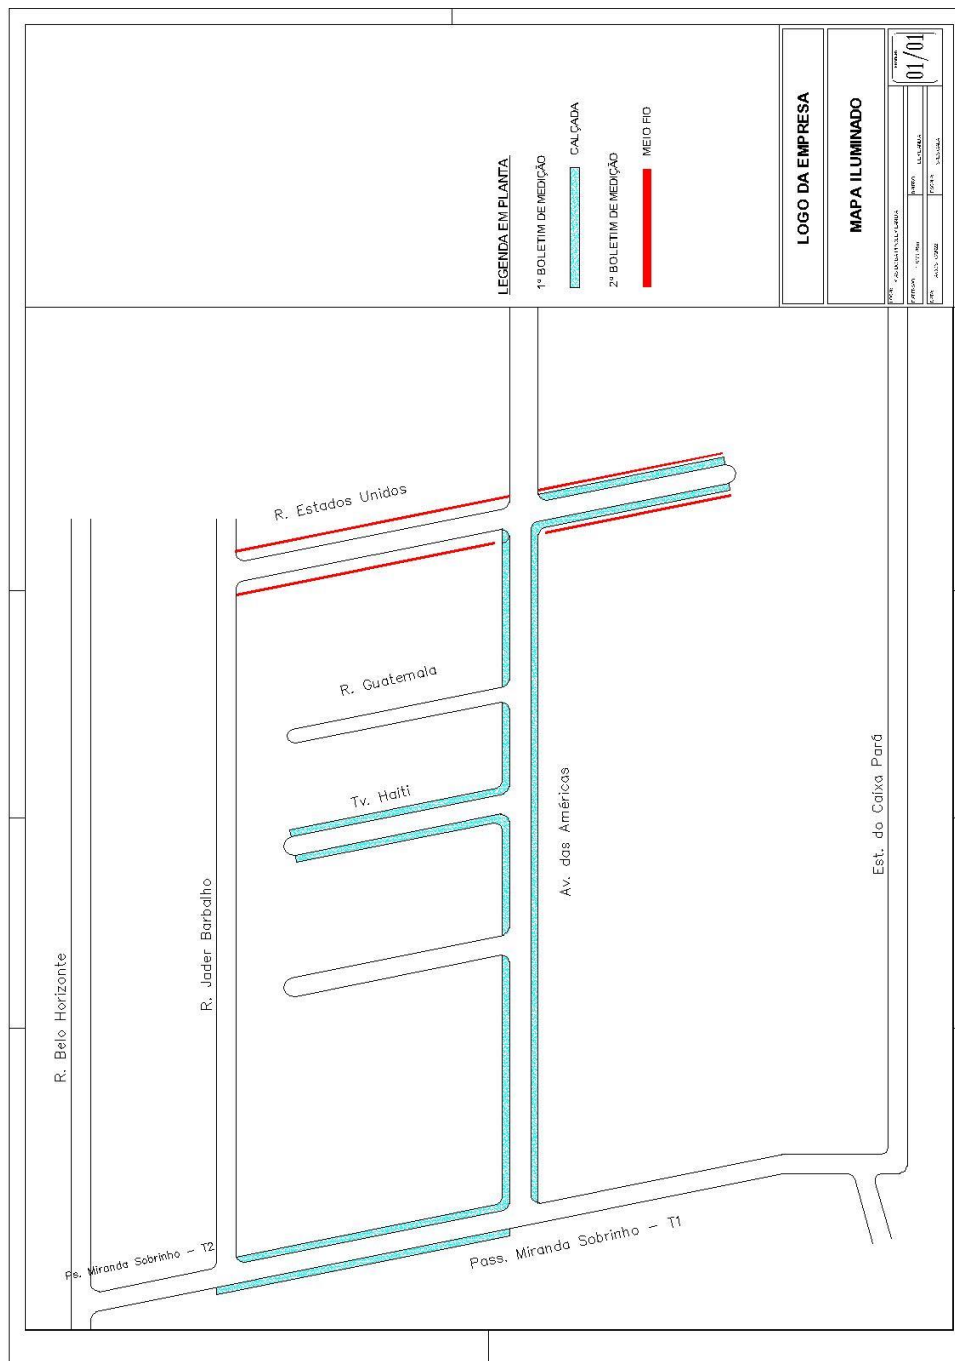 LOGO DA EMPRESA
MAPA ILUMINADO
01/01
LEGENDA EM PLANTA
1º BOLETIM DE MEDIÇÃO
CALÇADA
2º BOLETIM DE MEDIÇÃO
MEIO FIO
R. Estados Unidos
R. Guatemala
Tv. Haiti
Av. das Américas
Est. do Caixa Pará
R. Jader Barbalho
R. Belo Horizonte
Ps. Miranda Sobrinho - T2
Pass. Miranda Sobrinho - T1